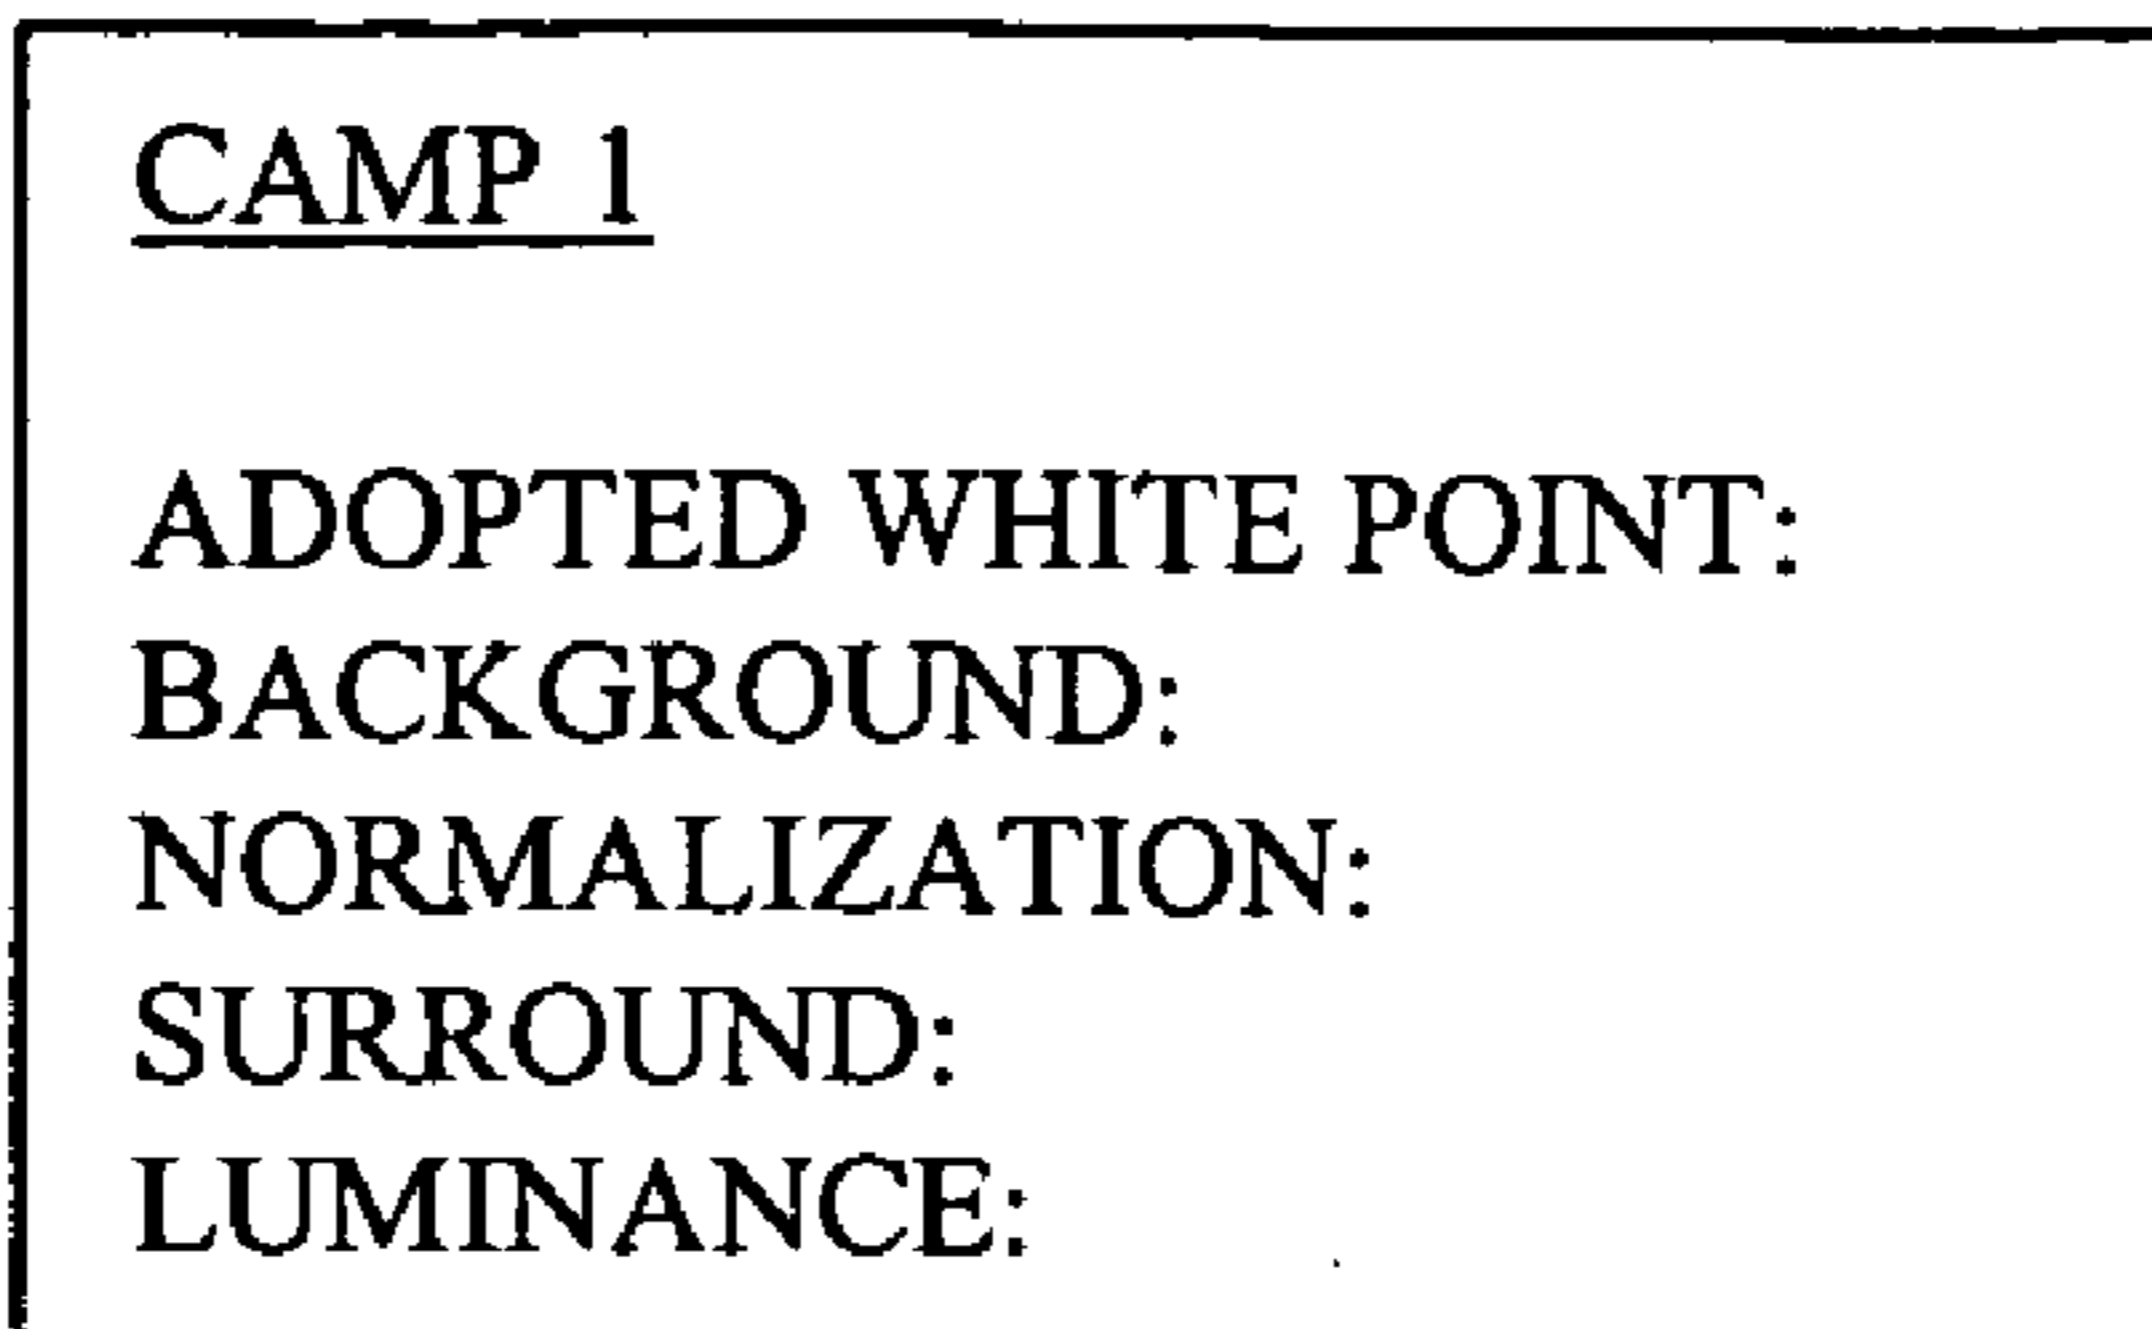 CAMP 1
ADOPTED WHITE POINT:
BACKGROUND:
NORMALIZATION:
SURROUND:
LUMINANCE: